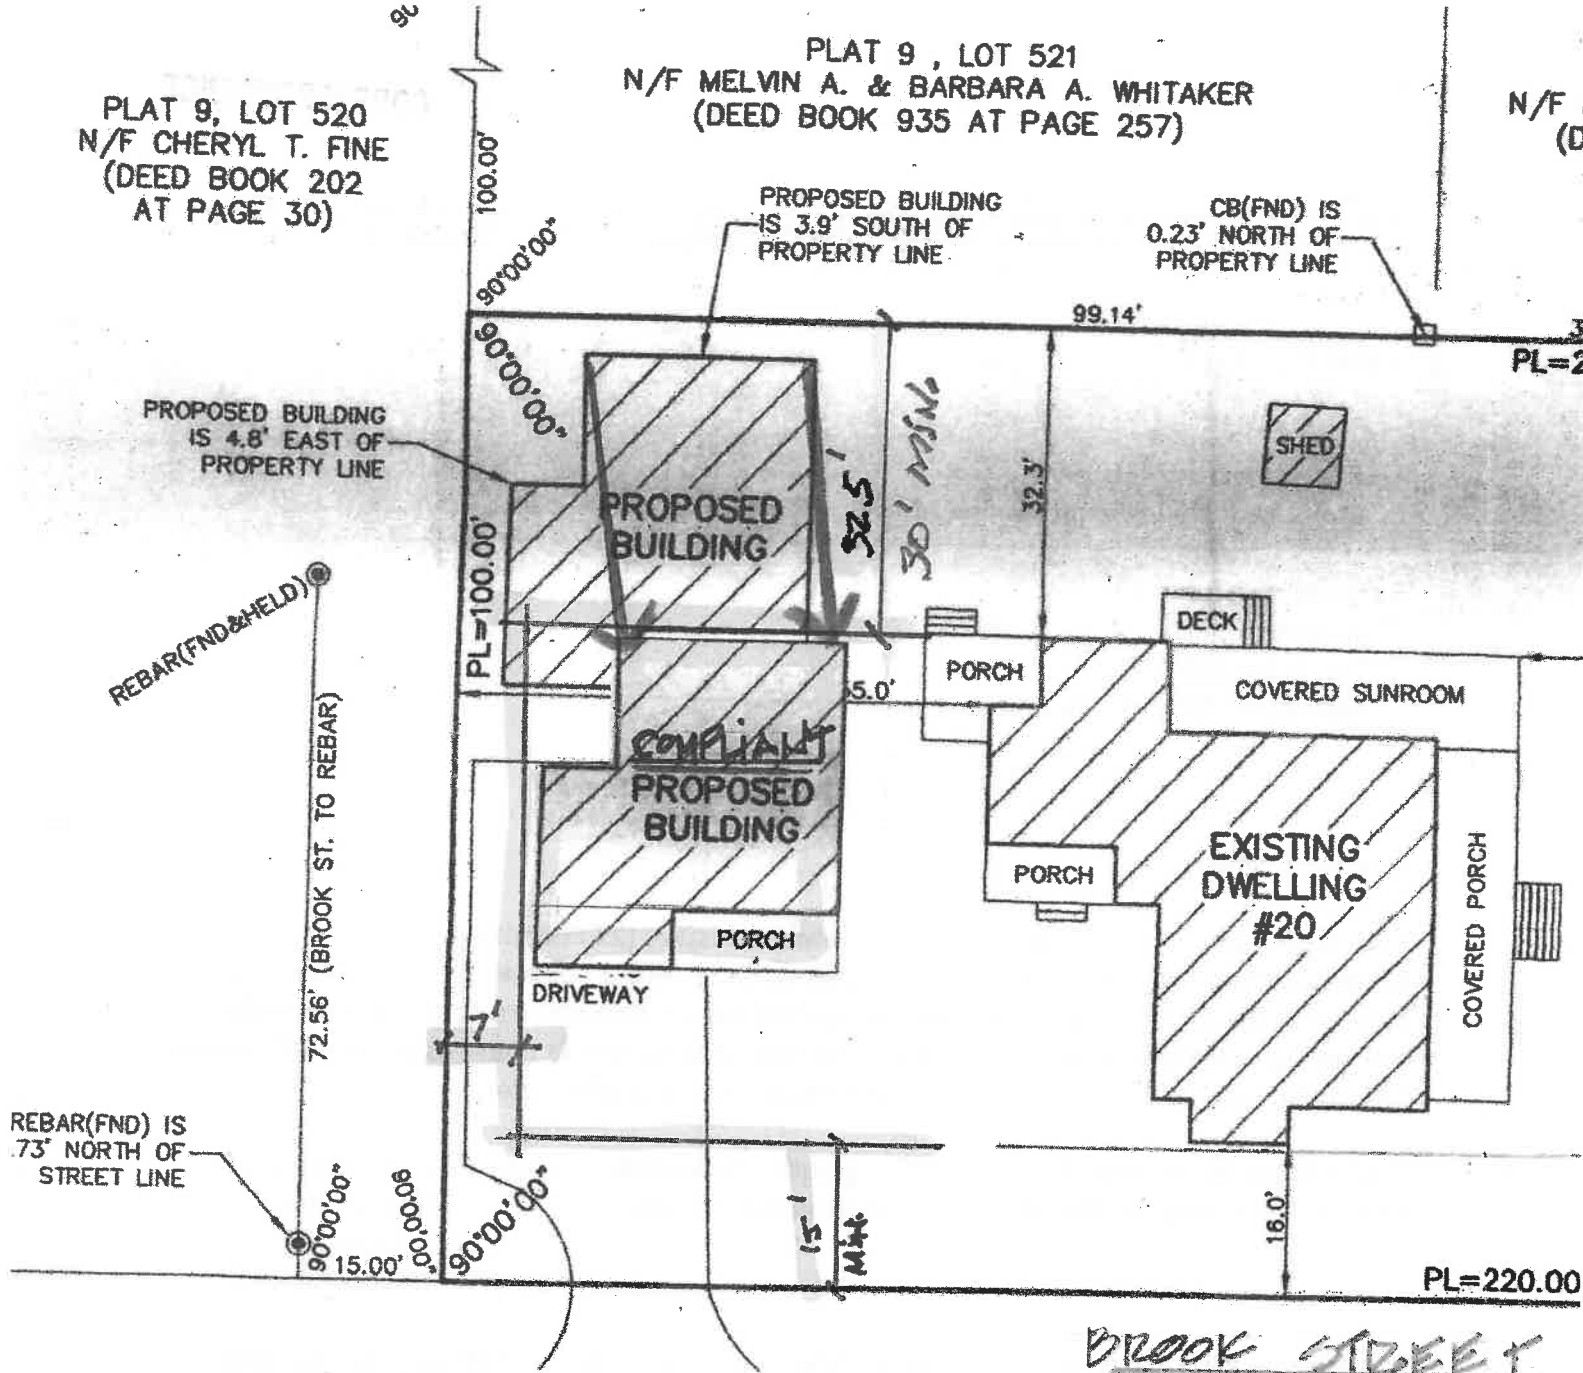 90
PLAT 9, LOT 520
N/F CHERYL T. FINE
(DEED BOOK 202
AT PAGE 30)
PLAT 9 , LOT 521
N/F MELVIN A. & BARBARA A. WHITAKER
(DEED BOOK 935 AT PAGE 257)
N/F
(D
100.00'
90°00'00"
PROPOSED BUILDING
IS 3.9' SOUTH OF
PROPERTY LINE
CB(FND) IS
0.23' NORTH OF
PROPERTY LINE
99.14'
3
PL=2
90°00'00"
PROPOSED BUILDING
IS 4.8' EAST OF
PROPERTY LINE
PROPOSED
BUILDING
32.5'
30' MIN.
32.3'
SHED
PL=100.00'
REBAR(FND&HELD)
DECK
PORCH
5.0'
COVERED SUNROOM
COMPLIANT
PROPOSED
BUILDING
PORCH
EXISTING
DWELLING
#20
PORCH
COVERED PORCH
72.56' (BROOK ST. TO REBAR)
DRIVEWAY
7'
REBAR(FND) IS
.73' NORTH OF
STREET LINE
90°00'00"
15.00'
90°00'00"
90°00'00"
15'
MIN.
16.0'
PL=220.00
BROOK STREET